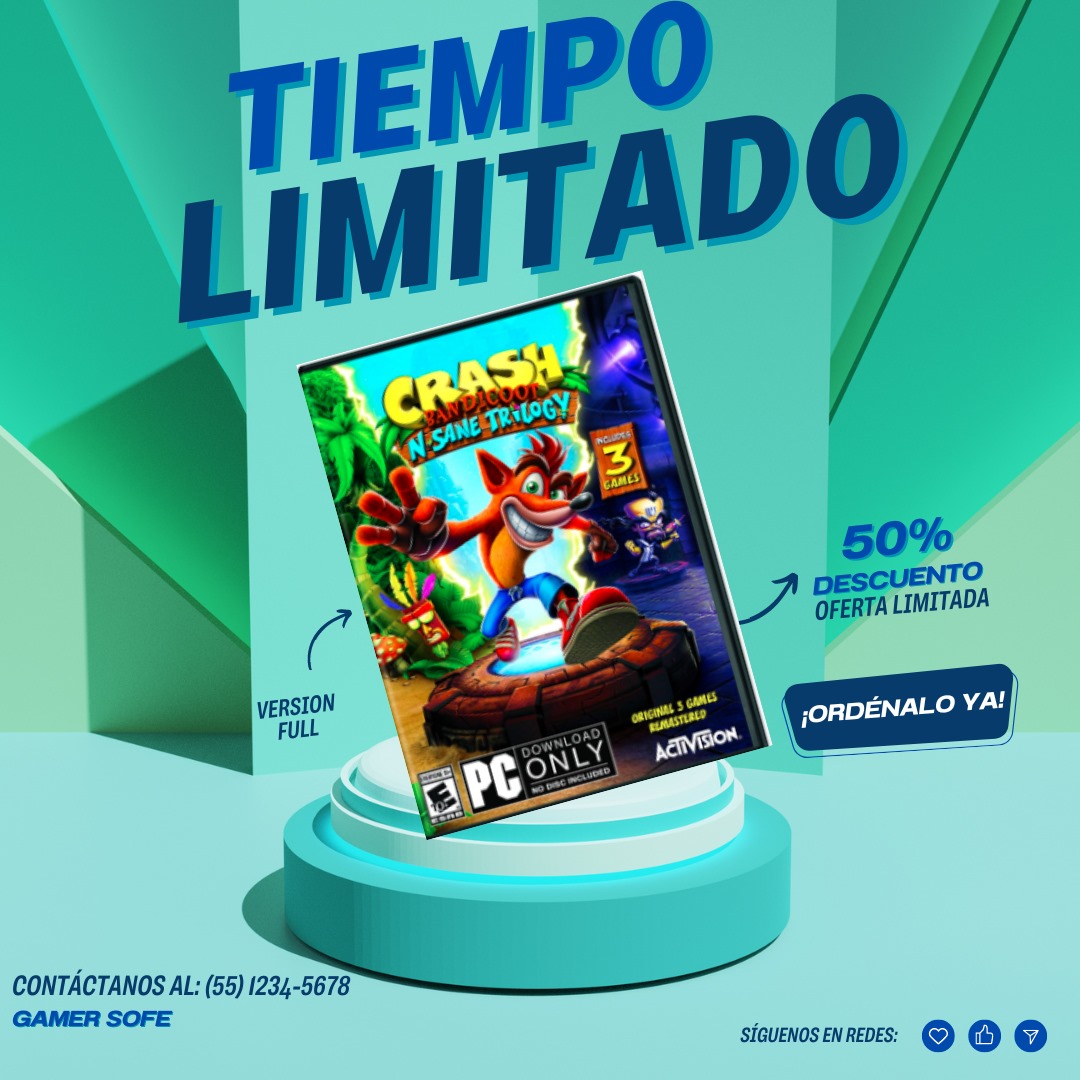 TIEMPO
LIMITADO
CRASH
BANDICOOT
N. SANE TRILOGY
INCLUDES
3
GAMES
50%
DESCUENTO
OFERTA LIMITADA
VERSION
FULL
¡ORDÉNALO YA!
ORIGINAL 3 GAMES
REMASTERED
ACTIVISION
E
10+
ESRB
PC
DOWNLOAD
ONLY
NO DISC INCLUDED
CONTÁCTANOS AL: (55) 1234-5678
GAMER SOFE
SÍGUENOS EN REDES: